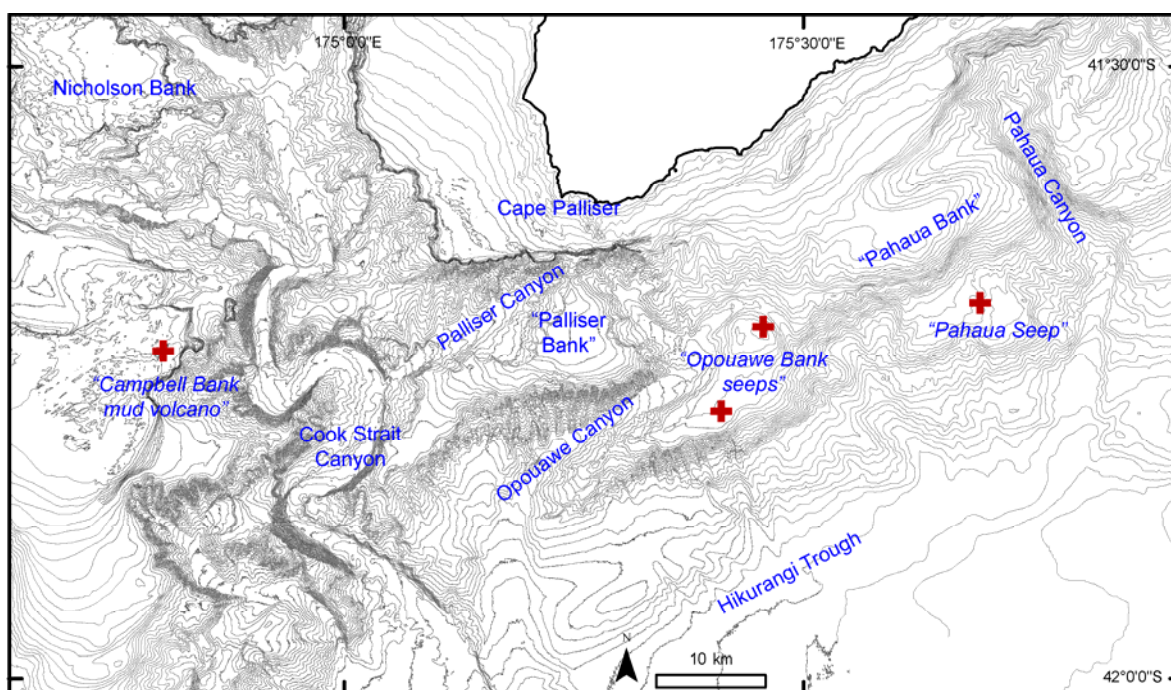 175°0'0"E
175°30'0"E
41°30'0"S
Nicholson Bank
Pahaua Canyon
Cape Palliser
"Pahaua Bank"
Palliser Canyon
"Palliser
Bank"
"Pahaua Seep"
"Opouawe Bank
seeps"
"Campbell Bank
mud volcano"
Cook Strait
Canyon
Opouawe Canyon
Hikurangi Trough
N
10 km
42°0'0"S